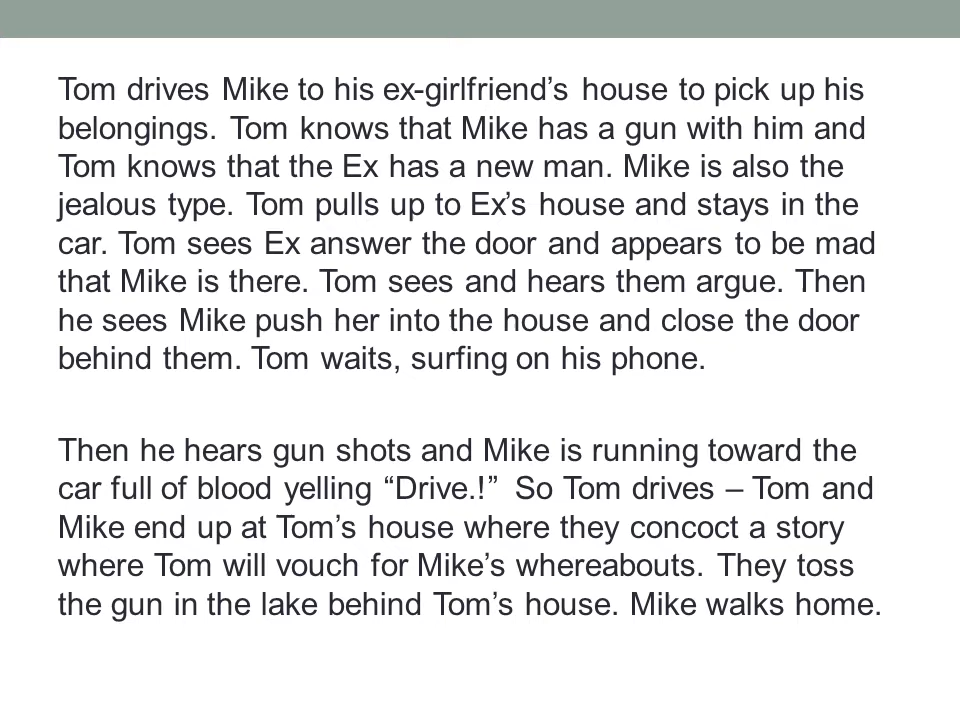 Tom drives Mike to his ex-girlfriend’s house to pick up his
belongings. Tom knows that Mike has a gun with him and
Tom knows that the Ex has a new man. Mike is also the
jealous type. Tom pulls up to Ex’s house and stays in the
car. Tom sees Ex answer the door and appears to be mad
that Mike is there. Tom sees and hears them argue. Then
he sees Mike push her into the house and close the door
behind them. Tom waits, surfing on his phone.
Then he hears gun shots and Mike is running toward the
car full of blood yelling “Drive.!”  So Tom drives – Tom and
Mike end up at Tom’s house where they concoct a story
where Tom will vouch for Mike’s whereabouts. They toss
the gun in the lake behind Tom’s house. Mike walks home.